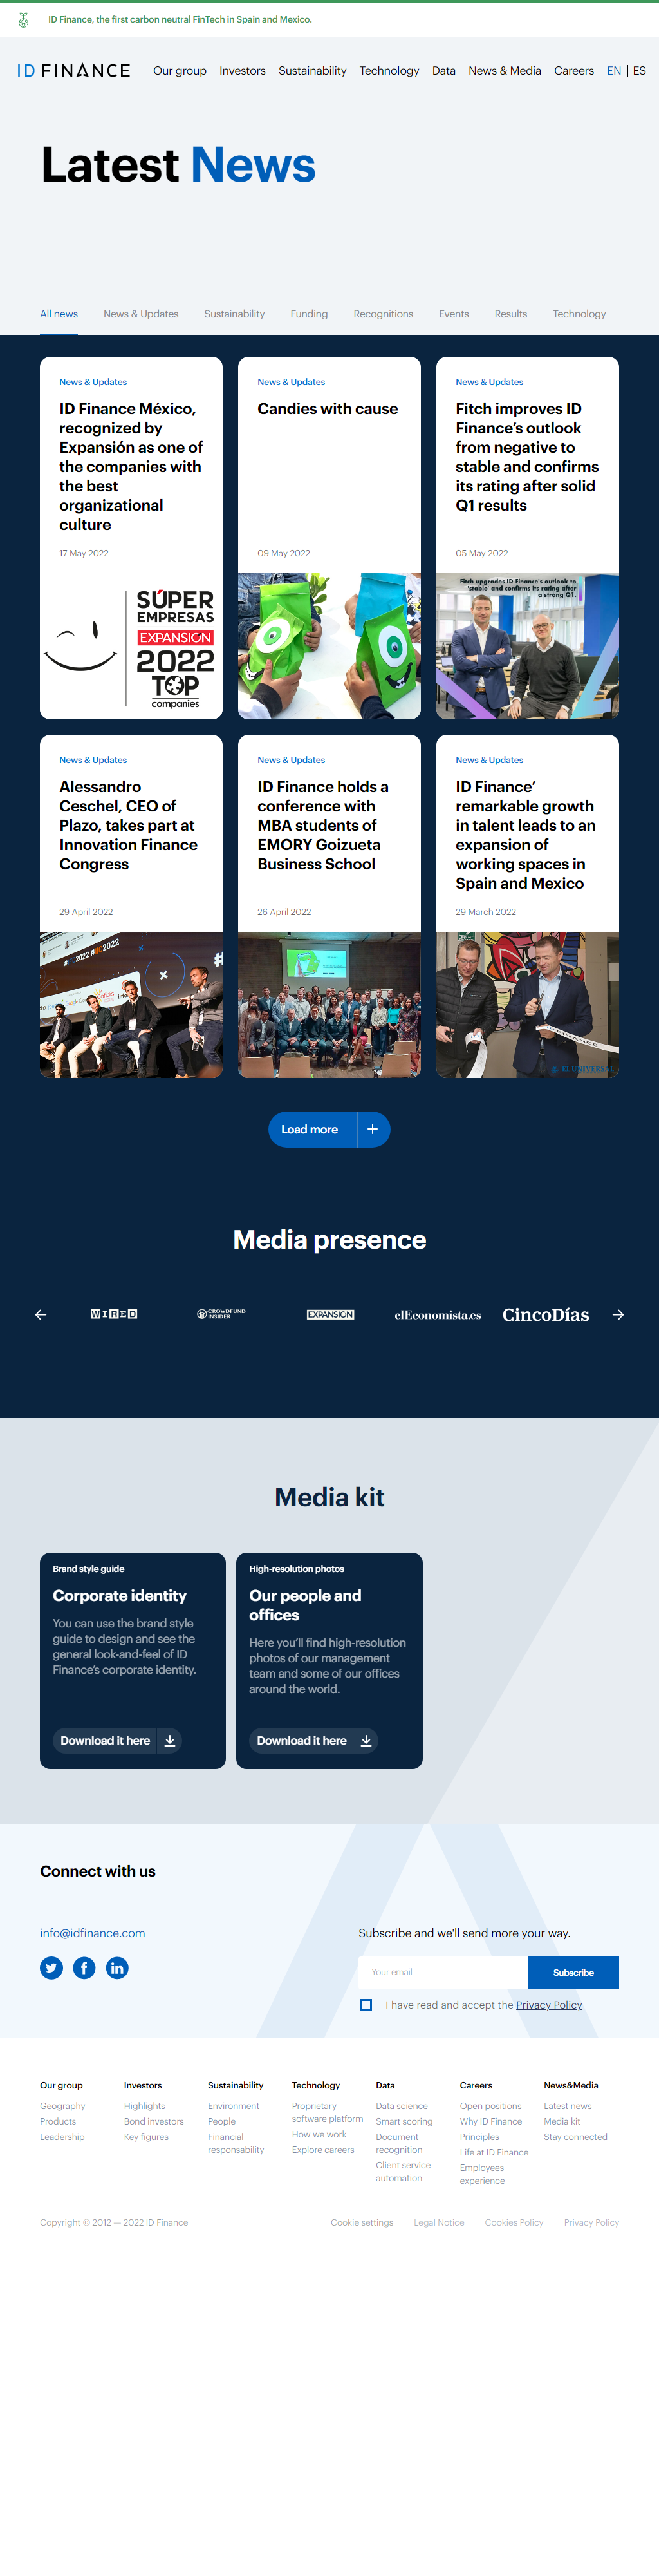 ID Finance, the first carbon neutral FinTech in Spain and Mexico.
ID FINANCE
Our group Investors Sustainability Technology Data News & Media Careers EN | ES
Latest News
All news News & Updates Sustainability Funding Recognitions Events Results Technology
News & Updates
ID Finance México,
recognized by
Expansión as one of
the companies with
the best
organizational
culture
17 May 2022
SÚPER
EMPRESAS
EXPANSIÓN
2022
TOP
companies
News & Updates
Candies with cause
09 May 2022
News & Updates
Fitch improves ID
Finance's outlook
from negative to
stable and confirms
its rating after solid
Q1 results
05 May 2022
Fitch upgrades ID Finance's outlook to
'stable' and confirms its rating after
a strong Q1.
News & Updates
Alessandro
Ceschel, CEO of
Plazo, takes part at
Innovation Finance
Congress
29 April 2022
News & Updates
ID Finance holds a
conference with
MBA students of
EMORY Goizueta
Business School
26 April 2022
News & Updates
ID Finance'
remarkable growth
in talent leads to an
expansion of
working spaces in
Spain and Mexico
29 March 2022
EL UNIVERSAL
Load more
Media presence
WIRED
CROWDFUND
INSIDER
EXPANSIÓN
elEconomista.es
CincoDías
Media kit
Brand style guide
Corporate identity
You can use the brand style
guide to design and see the
general look-and-feel of ID
Finance's corporate identity.
Download it here
High-resolution photos
Our people and
offices
Here you'll find high-resolution
photos of our management
team and some of our offices
around the world.
Download it here
Connect with us
info@idfinance.com
Subscribe and we'll send more your way.
Your email
Subscribe
I have read and accept the Privacy Policy
Our group
Geography
Products
Leadership
Investors
Highlights
Bond investors
Key figures
Sustainability
Environment
People
Financial
responsability
Technology
Proprietary
software platform
How we work
Explore careers
Data
Data science
Smart scoring
Document
recognition
Client service
automation
Careers
Open positions
Why ID Finance
Principles
Life at ID Finance
Employees
experience
News&Media
Latest news
Media kit
Stay connected
Copyright © 2012 — 2022 ID Finance
Cookie settings Legal Notice Cookies Policy Privacy Policy